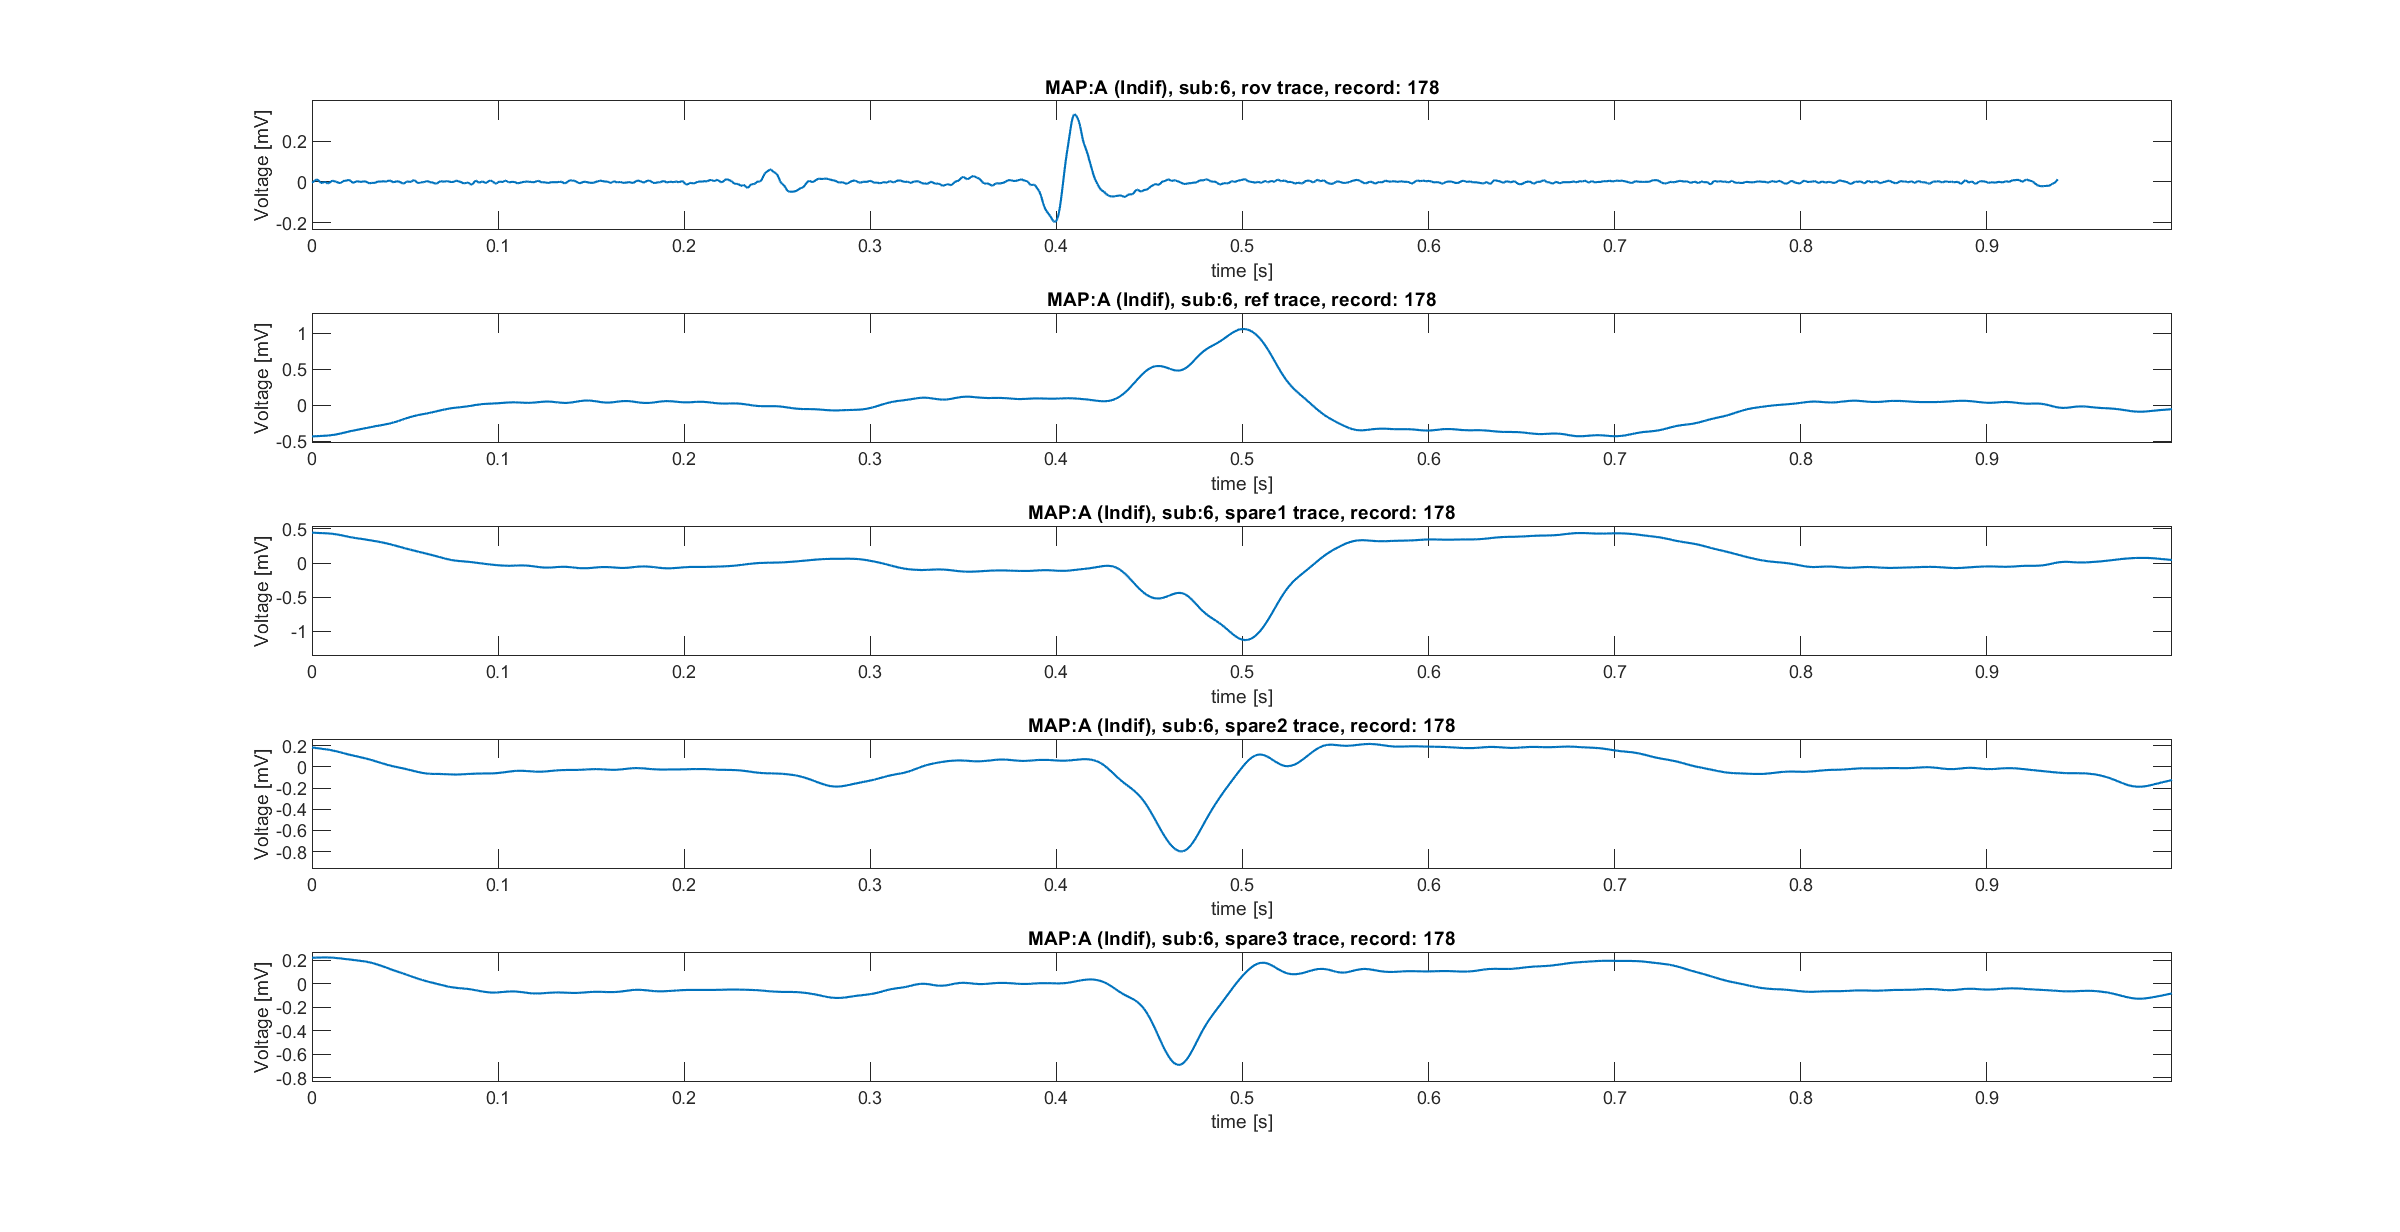 MAP:A (Indif), sub:6, rov trace, record: 178
Voltage [mV]
0.2
0
-0.2
0 0.1 0.2 0.3 0.4 0.5 0.6 0.7 0.8 0.9
time [s]
MAP:A (Indif), sub:6, ref trace, record: 178
Voltage [mV]
1
0.5
0
-0.5
0 0.1 0.2 0.3 0.4 0.5 0.6 0.7 0.8 0.9
time [s]
MAP:A (Indif), sub:6, spare1 trace, record: 178
Voltage [mV]
0.5
0
-0.5
-1
0 0.1 0.2 0.3 0.4 0.5 0.6 0.7 0.8 0.9
time [s]
MAP:A (Indif), sub:6, spare2 trace, record: 178
Voltage [mV]
0.2
0
-0.2
-0.4
-0.6
-0.8
0 0.1 0.2 0.3 0.4 0.5 0.6 0.7 0.8 0.9
time [s]
MAP:A (Indif), sub:6, spare3 trace, record: 178
Voltage [mV]
0.2
0
-0.2
-0.4
-0.6
-0.8
0 0.1 0.2 0.3 0.4 0.5 0.6 0.7 0.8 0.9
time [s]